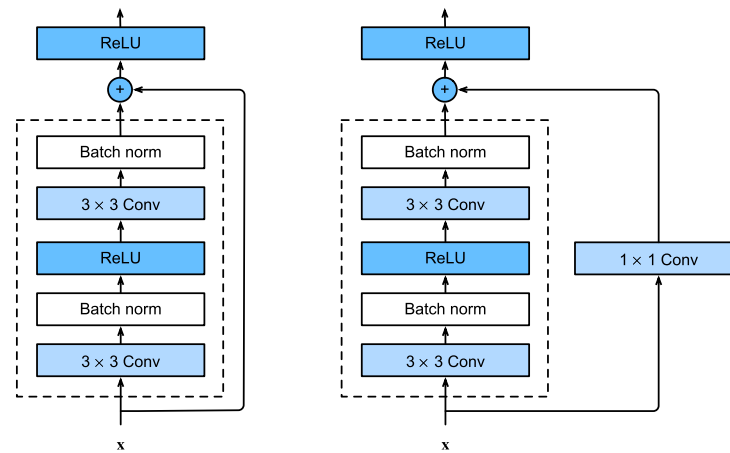 ReLU
+
Batch norm
3 × 3 Conv
ReLU
Batch norm
3 × 3 Conv
x
ReLU
+
Batch norm
3 × 3 Conv
ReLU
Batch norm
3 × 3 Conv
x
1 × 1 Conv